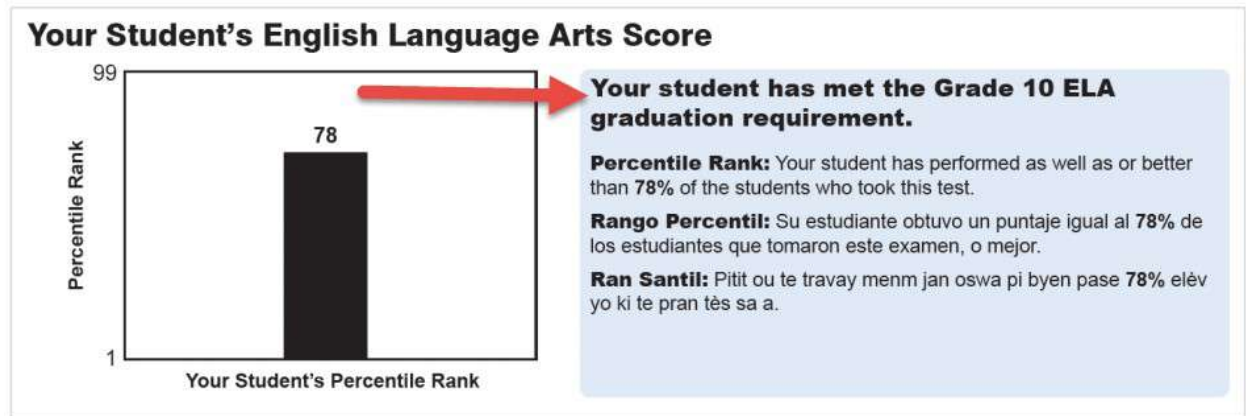 Your Student's English Language Arts Score
99
78
1
Percentile Rank
Your Student's Percentile Rank
Your student has met the Grade 10 ELA
graduation requirement.
Percentile Rank: Your student has performed as well as or better
than 78% of the students who took this test.
Rango Percentil: Su estudiante obtuvo un puntaje igual al 78% de
los estudiantes que tomaron este examen, o mejor.
Ran Santil: Pitit ou te travay menm jan oswa pi byen pase 78% elèv
yo ki te pran tès sa a.